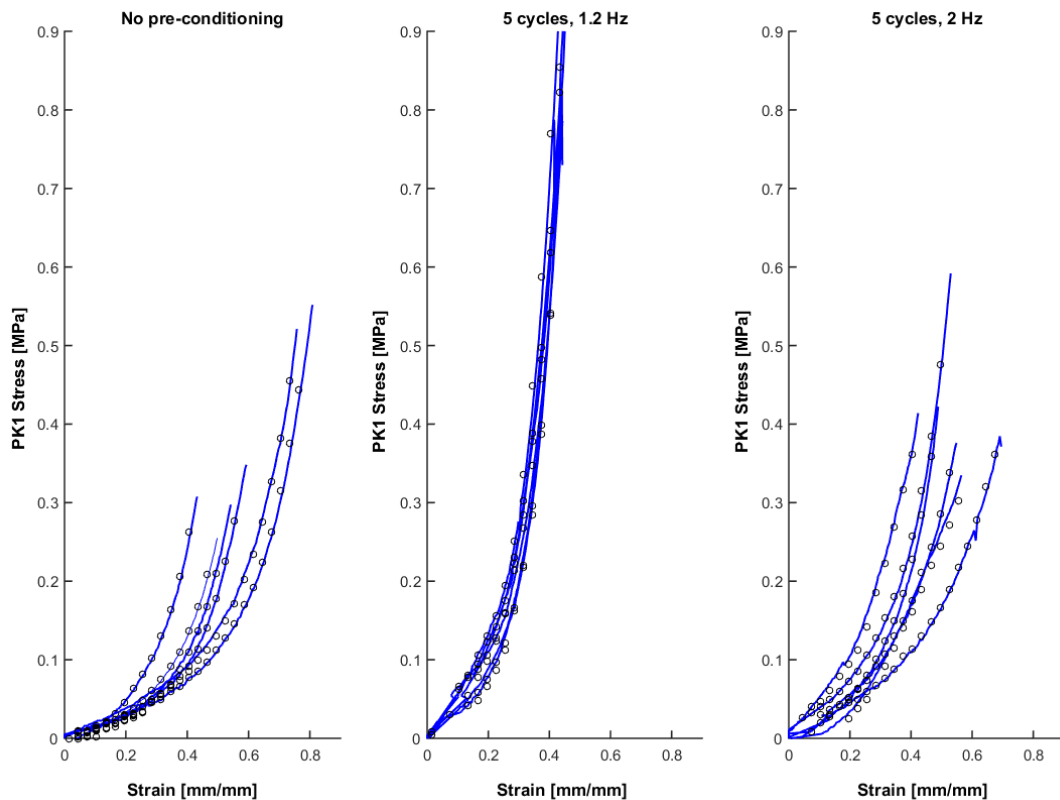 No pre-conditioning
0.9
0.8
0.7
0.6
0.5
0.4
0.3
0.2
0.1
0
PK1 Stress [MPa]
0 0.2 0.4 0.6 0.8
Strain [mm/mm]
5 cycles, 1.2 Hz
0.9
0.8
0.7
0.6
0.5
0.4
0.3
0.2
0.1
0
PK1 Stress [MPa]
0 0.2 0.4 0.6 0.8
Strain [mm/mm]
5 cycles, 2 Hz
0.9
0.8
0.7
0.6
0.5
0.4
0.3
0.2
0.1
0
PK1 Stress [MPa]
0 0.2 0.4 0.6 0.8
Strain [mm/mm]